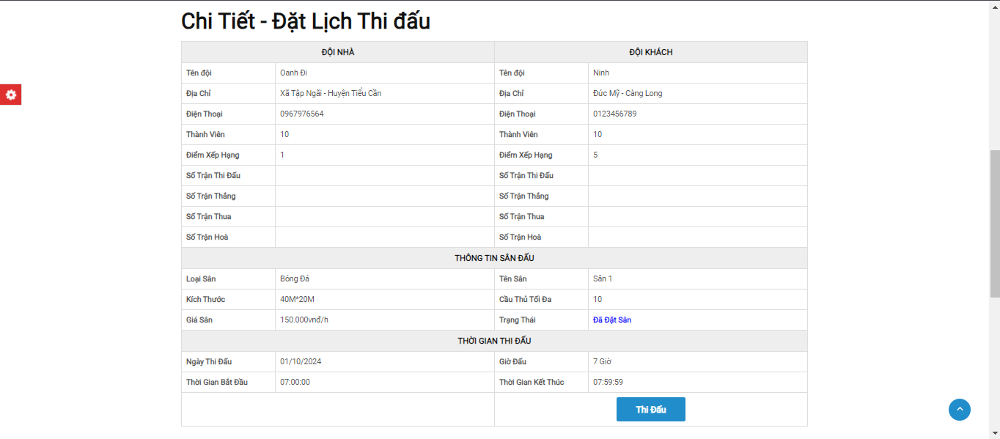 Chi Tiết - Đặt Lịch Thi đấu
ĐỘI NHÀ ĐỘI KHÁCH
Tên đội Oanh Đi Tên đội Ninh
Địa Chỉ Xã Tập Ngãi - Huyện Tiểu Cần Địa Chỉ Đức Mỹ - Càng Long
Điện Thoại 0967976564 Điện Thoại 0123456789
Thành Viên 10 Thành Viên 10
Điểm Xếp Hạng 1 Điểm Xếp Hạng 5
Số Trận Thi Đấu Số Trận Thi Đấu
Số Trận Thắng Số Trận Thắng
Số Trận Thua Số Trận Thua
Số Trận Hoà Số Trận Hoà
THÔNG TIN SÂN ĐẤU
Loại Sân Bóng Đá Tên Sân Sân 1
Kích Thước 40M*20M Cầu Thủ Tối Đa 10
Giá Sân 150.000vnđ/h Trạng Thái Đã Đặt Sân
THỜI GIAN THI ĐẤU
Ngày Thi Đấu 01/10/2024 Giờ Đấu 7 Giờ
Thời Gian Bắt Đầu 07:00:00 Thời Gian Kết Thúc 07:59:59
Thi Đấu